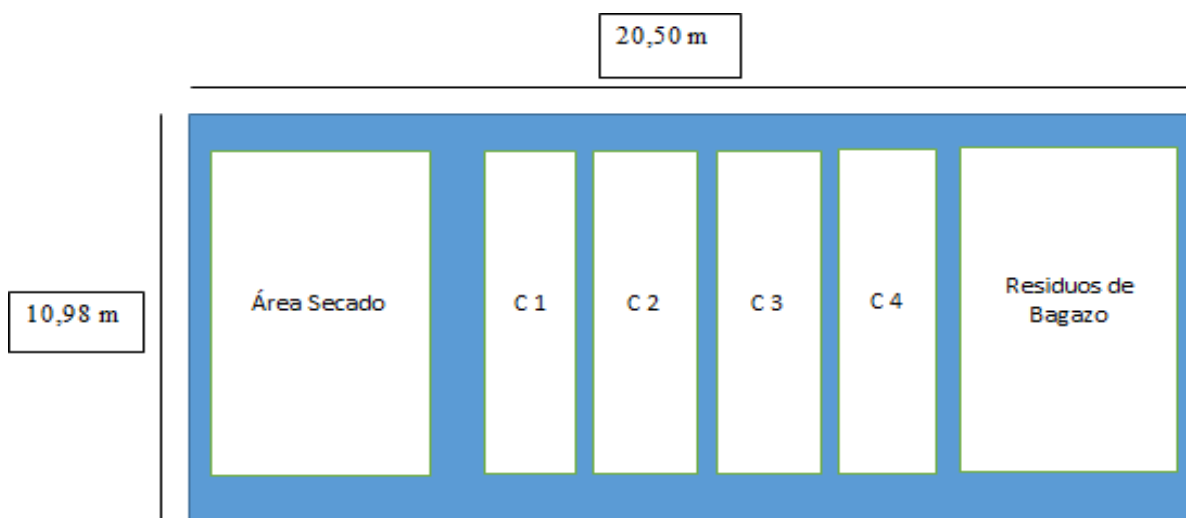 20,50 m
10,98 m
Área Secado
C 1
C 2
C 3
C 4
Residuos de
Bagazo